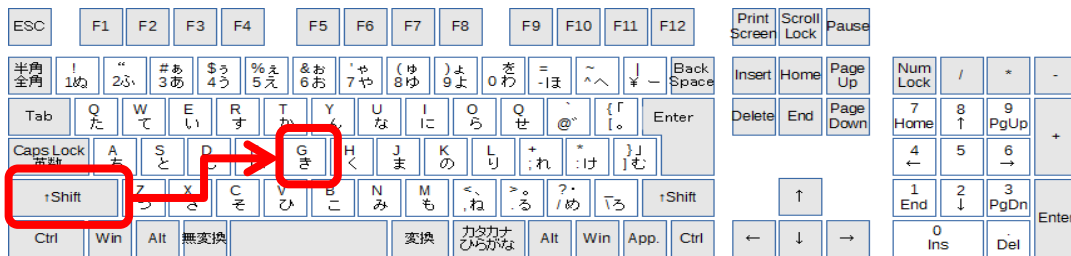 ESC F1 F2 F3 F4 F5 F6 F7 F8 F9 F10 F11 F12 Print Screen Scroll Lock Pause
半角 全角 ! 1ぬ “ 2ふ #ぁ 3あ $ぅ 4う %ぇ 5え &ぉ 6お 'ゃ 7や (ゅ 8ゆ )ょ 9よ を 0わ = -ほ ~ ^へ | ¥ー Back Space Insert Home Page Up Num Lock / * -
Tab Q た W て E い R す T か Y ん U な I に O ら Q せ ` @゛ {「 [。 Enter Delete End Page Down 7 Home 8 ↑ 9 PgUp +
Caps Lock 英数 A ち S と D G き H く J ま K の L り + ;れ * :け }」 ]む 4 ← 5 6 →
↑Shift Z つ X さ C そ V ひ B こ N み M も <、 ,ね >。 .る ?・ /め _ \ろ ↑Shift ↑ 1 End 2 ↓ 3 PgDn Enter
Ctrl Win Alt 無変換 変換 カタカナ ひらがな Alt Win App. Ctrl ← ↓ → 0 Ins . Del